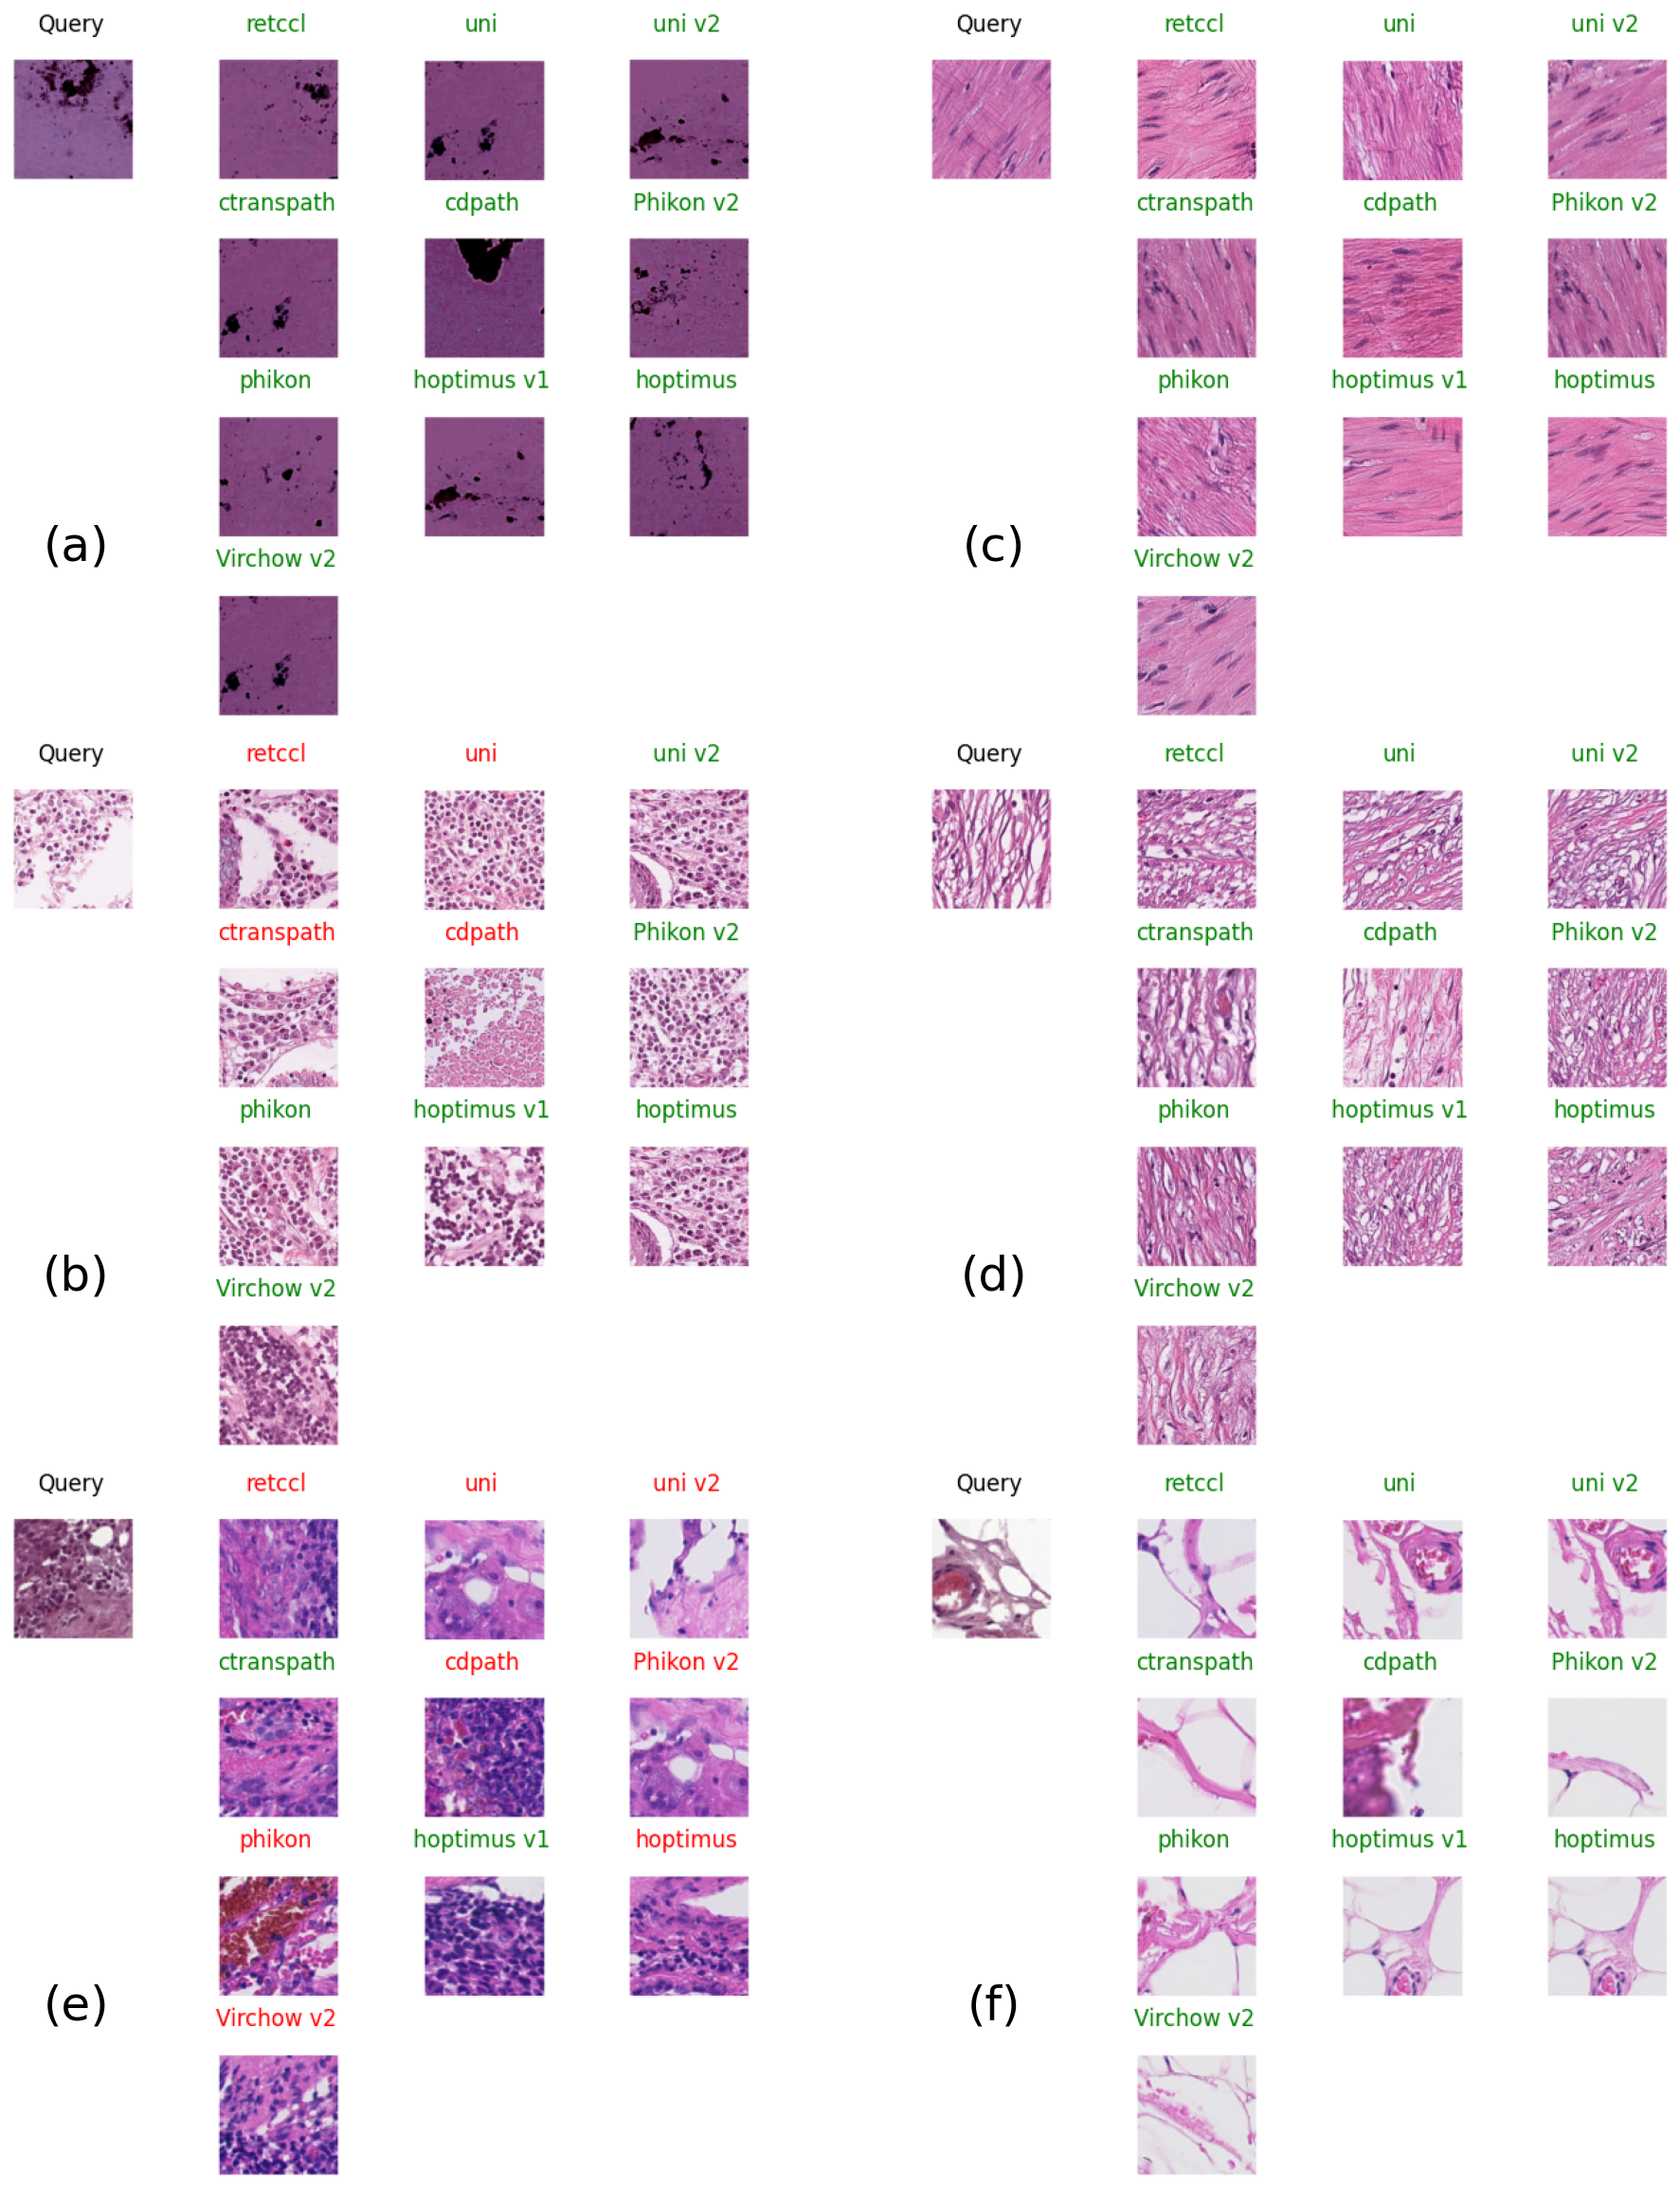 Query retccl uni uni v2
ctranspath cdpath Phikon v2
phikon hoptimus v1 hoptimus
(a)
Virchow v2
Query retccl uni uni v2
ctranspath cdpath Phikon v2
phikon hoptimus v1 hoptimus
(c)
Virchow v2
Query retccl uni uni v2
ctranspath cdpath Phikon v2
phikon hoptimus v1 hoptimus
(b)
Virchow v2
Query retccl uni uni v2
ctranspath cdpath Phikon v2
phikon hoptimus v1 hoptimus
(d)
Virchow v2
Query retccl uni uni v2
ctranspath cdpath Phikon v2
phikon hoptimus v1 hoptimus
(e)
Virchow v2
Query retccl uni uni v2
ctranspath cdpath Phikon v2
phikon hoptimus v1 hoptimus
(f)
Virchow v2